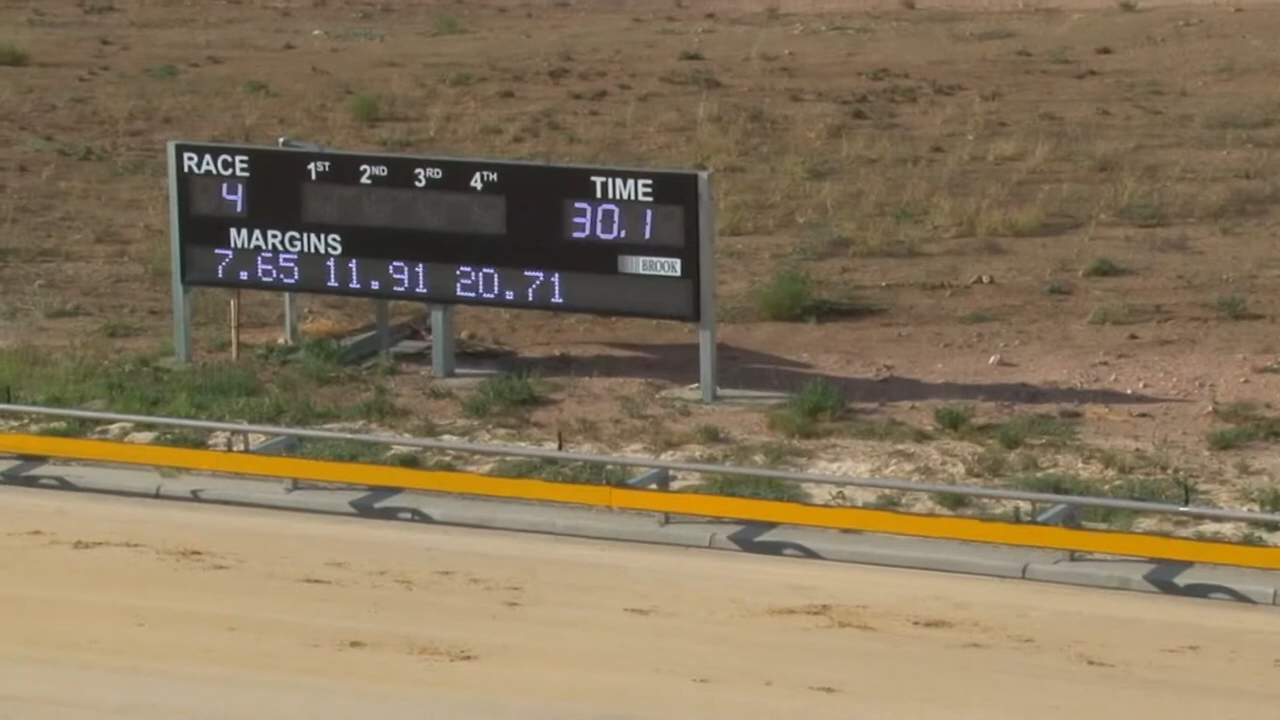 RACE 1ST 2ND 3RD 4TH TIME
4 30.1
MARGINS
BROOK
7.65 11.91 20.71